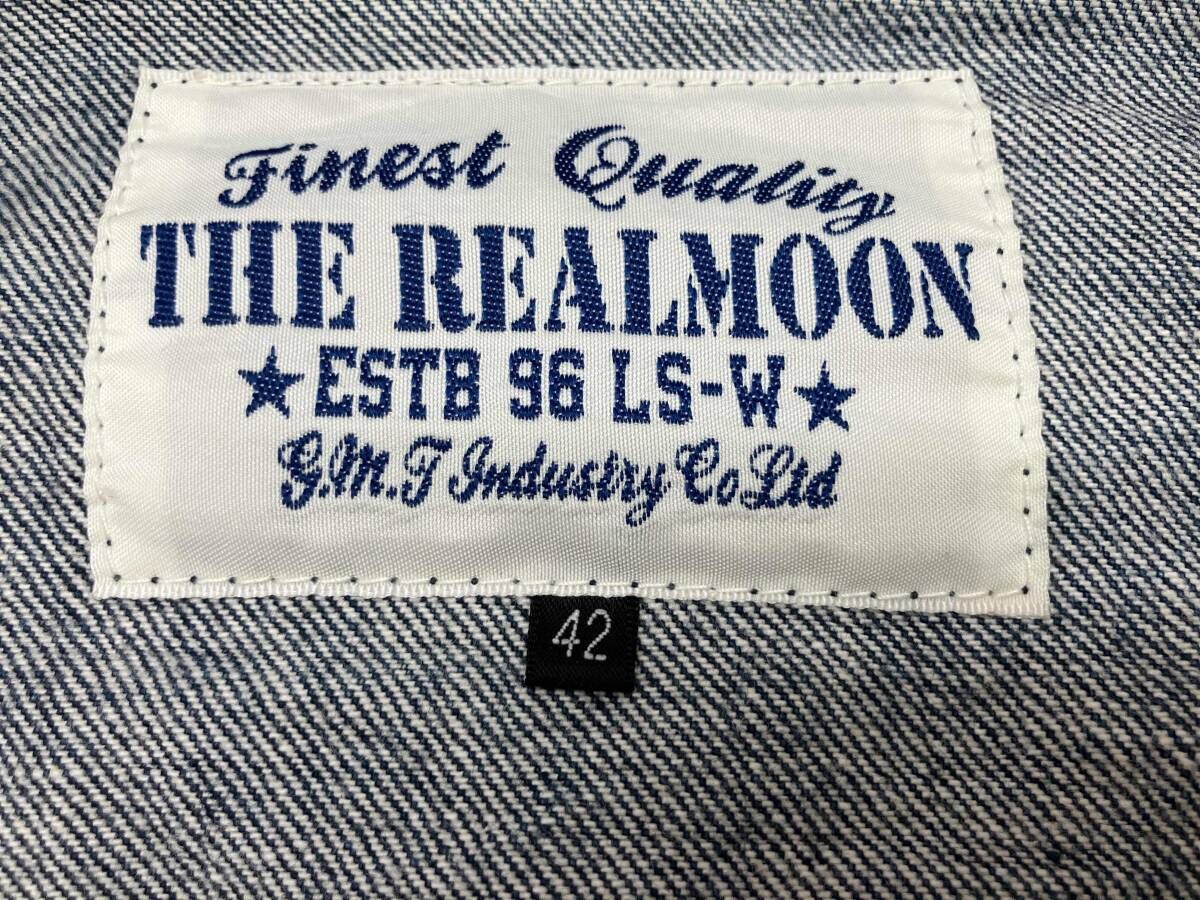 Finest Quality
THE REALMOON
★ESTB 96 LS-W★
G.M.T Industry Co Ltd
42